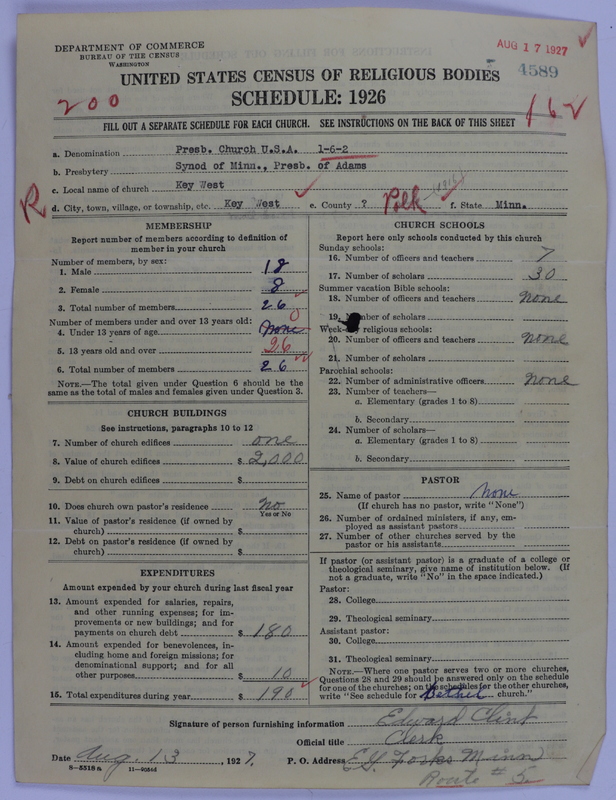 DEPARTMENT OF COMMERCE
BUREAU OF THE CENSUS
WASHINGTON
AUG 17 1927
4589
UNITED STATES CENSUS OF RELIGIOUS BODIES
SCHEDULE: 1926
200
162
FILL OUT A SEPARATE SCHEDULE FOR EACH CHURCH. SEE INSTRUCTIONS ON THE BACK OF THIS SHEET
a. Denomination Presb. Church U.S.A. 1-6-2
b. Presbytery Synod of Minn., Presb. of Adams
c. Local name of church Key West
R d. City, town, village, or township, etc. Key West e. County ? Polk f. State Minn.
MEMBERSHIP
Report number of members according to definition of
member in your church
Number of members, by sex:
1. Male 18
2. Female 8
3. Total number of members 26
Number of members under and over 13 years old:
4. Under 13 years of age none 0
5. 13 years old and over 26
6. Total number of members 26
NOTE.—The total given under Question 6 should be
same as the total of males and females given under Question 3.
CHURCH BUILDINGS
See instructions, paragraphs 10 to 12
7. Number of church edifices one
8. Value of church edifices $ 2,000
9. Debt on church edifices $
10. Does church own pastor's residence no
Yes or No
11. Value of pastor's residence (if owned by
church) $
12. Debt on pastor's residence (if owned by
church) $
EXPENDITURES
Amount expended by your church during last fiscal year
13. Amount expended for salaries, repairs,
and other running expenses; for im-
provements or new buildings; and for
payments on church debt $ 180
14. Amount expended for benevolences, in-
cluding home and foreign missions; for
denominational support; and for all
other purposes $ 10
15. Total expenditures during year $ 190
CHURCH SCHOOLS
Report here only schools conducted by this church
Sunday schools:
16. Number of officers and teachers 7
17. Number of scholars 30
Summer vacation Bible schools:
18. Number of officers and teachers none
19. Number of scholars
Week-day religious schools:
20. Number of officers and teachers none
21. Number of scholars
Parochial schools:
22. Number of administrative officers none
23. Number of teachers—
a. Elementary (grades 1 to 8)
b. Secondary
24. Number of scholars—
a. Elementary (grades 1 to 8)
b. Secondary
PASTOR
25. Name of pastor none
(If church has no pastor, write "None")
26. Number of ordained ministers, if any, em-
ployed as assistant pastors
27. Number of other churches served by the
pastor or his assistants
If pastor (or assistant pastor) is a graduate of a college or
theological seminary, give name of institution below. (If
not a graduate, write "No" in the space indicated.)
Pastor:
28. College
29. Theological seminary
Assistant pastor:
30. College
31. Theological seminary
NOTE.—Where one pastor serves two or more churches,
Questions 28 and 29 should be answered only on the schedule
for one of the churches; on the schedules for the other churches,
write "See schedule for Bethel church."
Signature of person furnishing information Edward Clint
Official title Clerk
Date Aug. 13, 1927. P. O. Address E G. Forks Minn
Route # 5
8-5518a 11-